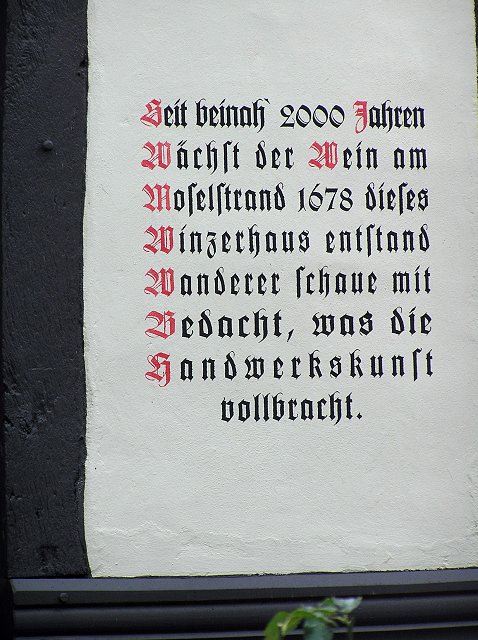 Seit beinah' 2000 Jahren
Wächſt der Wein am
Moſelſtrand 1678 dieſes
Winzerhaus entſtand
Wanderer ſchaue mit
Bedacht, was die
Handwerkskunſt
vollbracht.